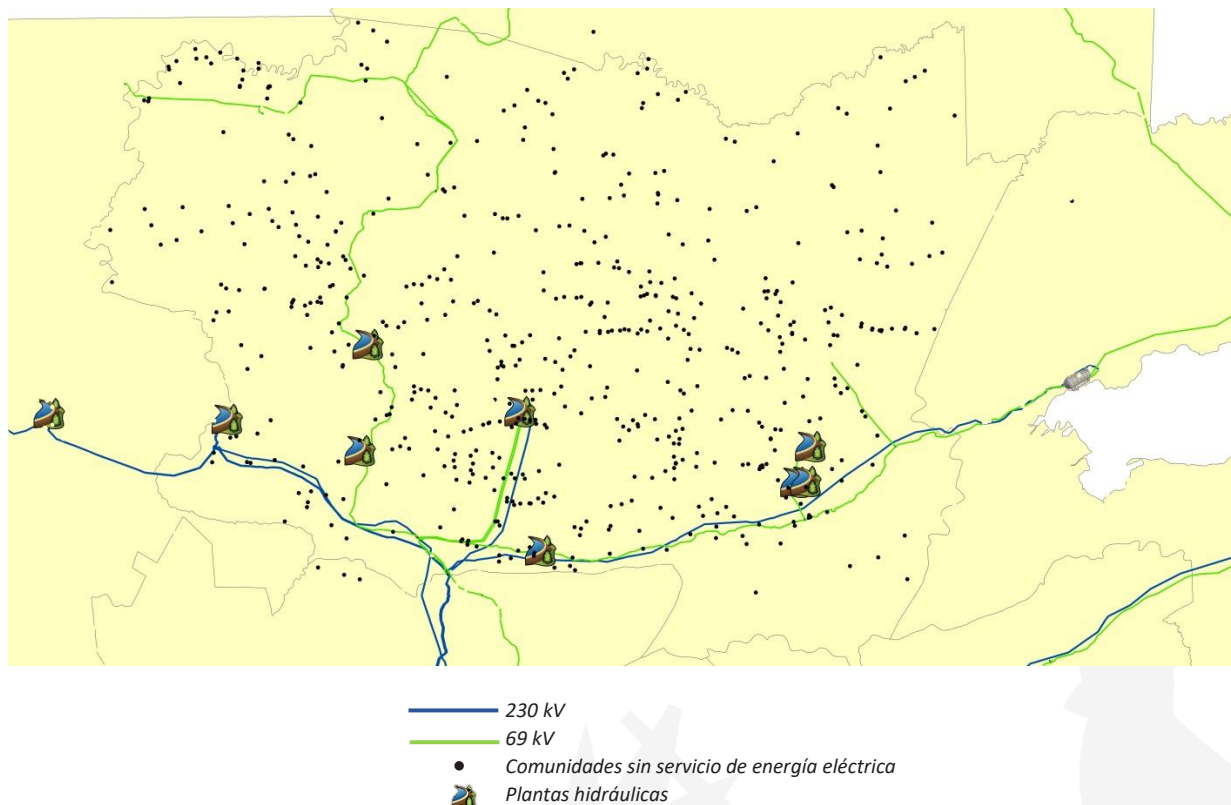 230 kV
69 kV
Comunidades sin servicio de energía eléctrica
Plantas hidráulicas